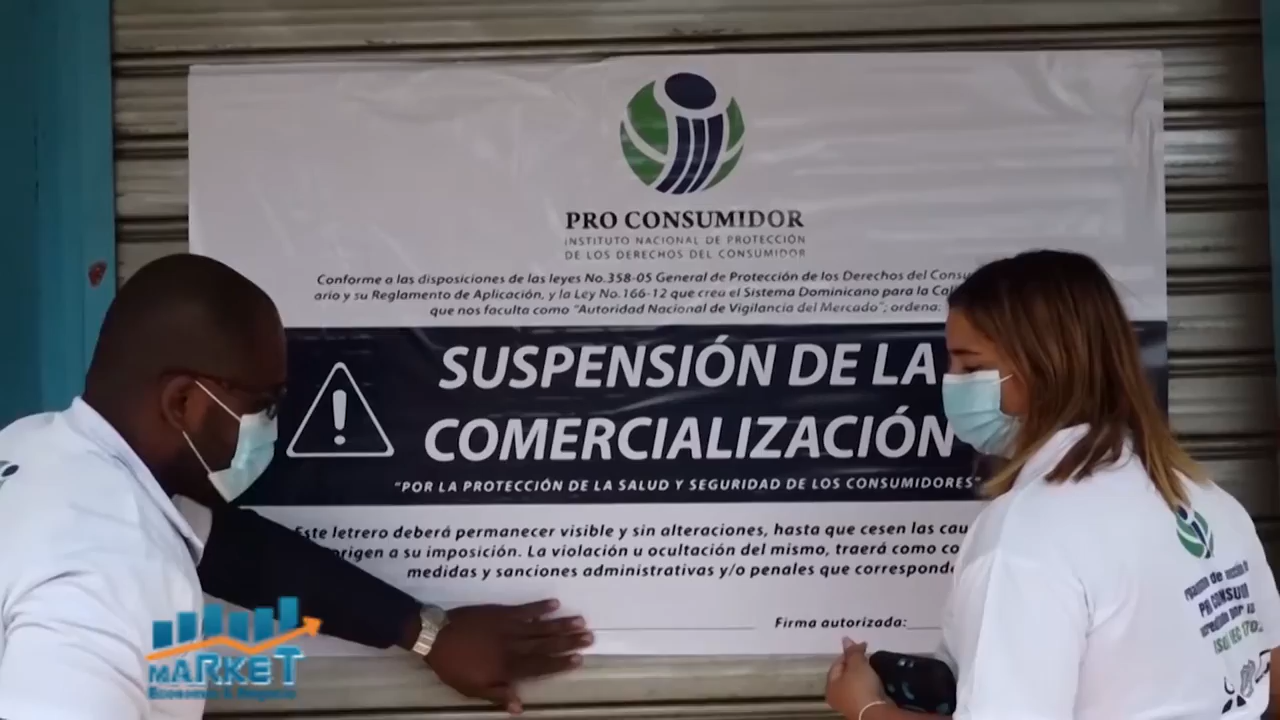 PRO CONSUMIDOR
INSTITUTO NACIONAL DE PROTECCIÓN
DE LOS DERECHOS DEL CONSUMIDOR
Conforme a las disposiciones de las leyes No.358-05 General de Protección de los Derechos del Consu
ario y su Reglamento de Aplicación, y la Ley No.166-12 que crea el Sistema Dominicano para la Cali
que nos faculta como "Autoridad Nacional de Vigilancia del Mercado"; ordena:
SUSPENSIÓN DE LA
COMERCIALIZACIÓN
"POR LA PROTECCIÓN DE LA SALUD Y SEGURIDAD DE LOS CONSUMIDORES"
Este letrero deberá permanecer visible y sin alteraciones, hasta que cesen las cau
origen a su imposición. La violación u ocultación del mismo, traerá como co
medidas y sanciones administrativas y/o penales que correspond
Firma autorizada:
PRO CONSUM
MARKET
Economía & Negocio